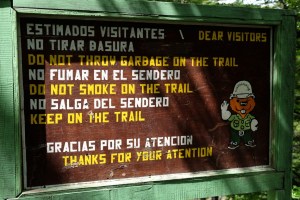 ESTIMADOS VISITANTES \ DEAR VISITORS
NO TIRAR BASURA
DO NOT THROW GARBAGE ON THE TRAIL
NO FUMAR EN EL SENDERO
DO NOT SMOKE ON THE TRAIL
NO SALGA DEL SENDERO
KEEP ON THE TRAIL
GRACIAS POR SU ATENCION
THANKS FOR YOUR ATENTION